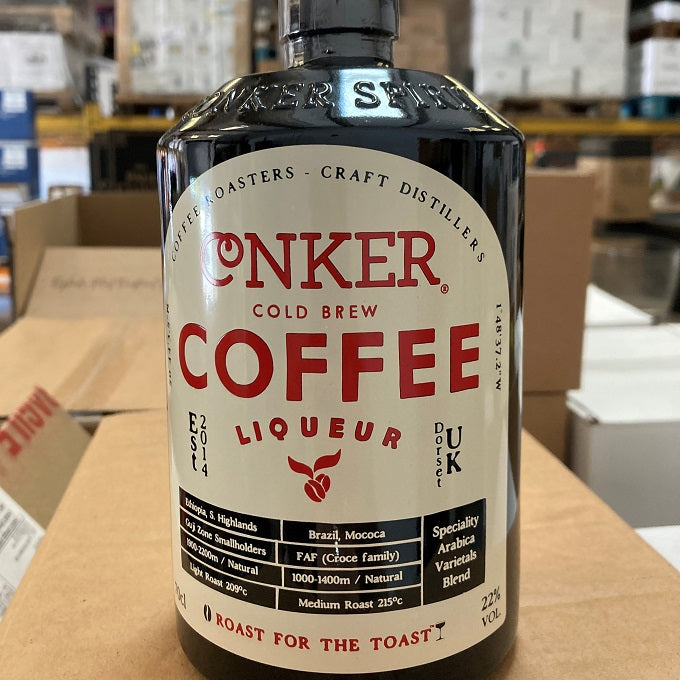 CONKER SPIRIT
COFFEE ROASTERS - CRAFT DISTILLERS
CONKER®
COLD BREW
COFFEE
LIQUEUR
ESt 2014
Dorset UK
1°48'37.2"W
Ethiopia, S. Highlands
Guji Zone Smallholders
1800-2200m / Natural
Light Roast 209°c
Brazil, Mococa
FAF (Croce family)
1000-1400m / Natural
Medium Roast 215°c
Speciality
Arabica
Varietals
Blend
22%
VOL
ROAST FOR THE TOAST™
FRAGILE